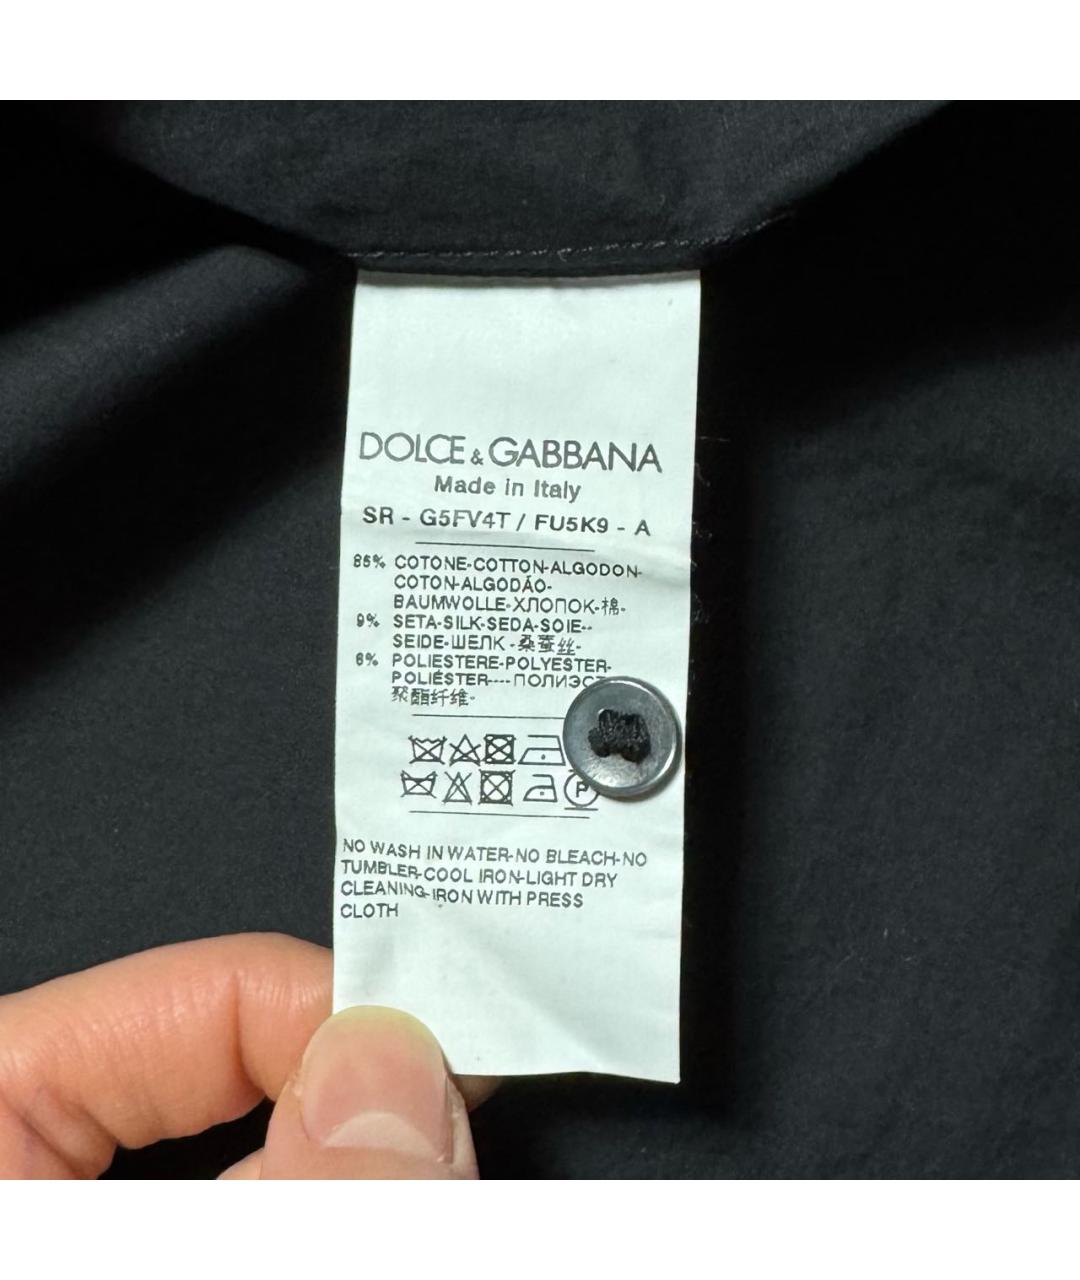 DOLCE & GABBANA
Made in Italy
SR - G5FV4T / FU5K9 - A
85% COTONE-COTTON-ALGODON-
COTON-ALGODÃO-
BAUMWOLLE-ХЛОПОК-棉-
9% SETA-SILK-SEDA-SOIE--
SEIDE-ШЕЛК-桑蚕丝-
6% POLIESTERE-POLYESTER-
POLIÉSTER----
聚酯纤维-
P
NO WASH IN WATER-NO BLEACH-NO
TUMBLER-COOL IRON-LIGHT DRY
CLEANING-IRON WITH PRESS
CLOTH